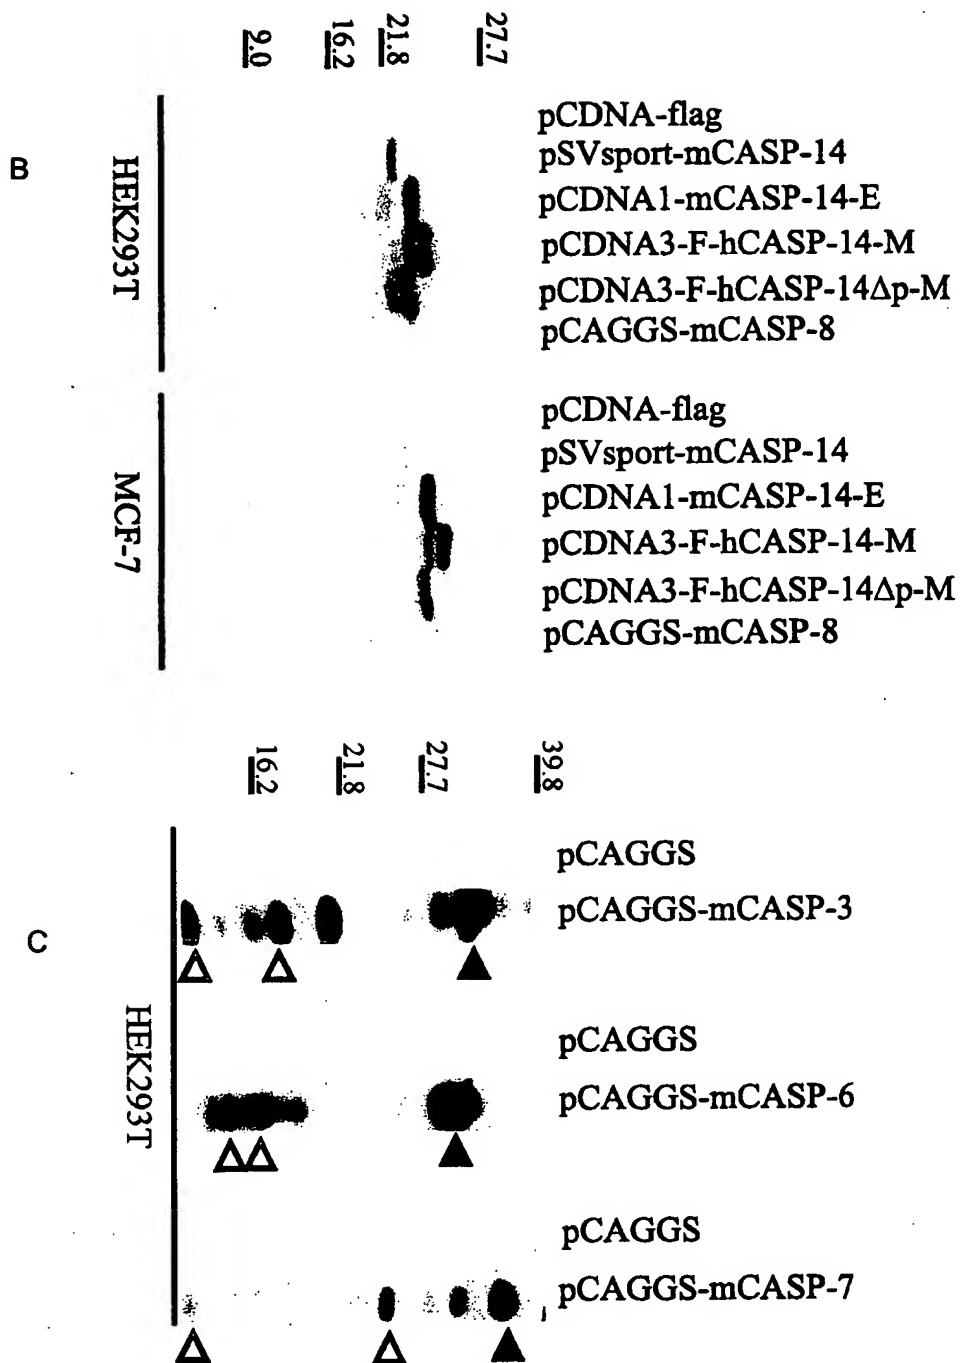 9.0
16.2
21.8
27.7
B
HEK293T
pCDNA-flag
pSVsport-mCASP-14
pCDNA1-mCASP-14-E
pCDNA3-F-hCASP-14-M
pCDNA3-F-hCASP-14Δp-M
pCAGGS-mCASP-8
MCF-7
pCDNA-flag
pSVsport-mCASP-14
pCDNA1-mCASP-14-E
pCDNA3-F-hCASP-14-M
pCDNA3-F-hCASP-14Δp-M
pCAGGS-mCASP-8
16.2
21.8
27.7
39.8
C
HEK293T
pCAGGS
pCAGGS-mCASP-3
pCAGGS
pCAGGS-mCASP-6
pCAGGS
pCAGGS-mCASP-7